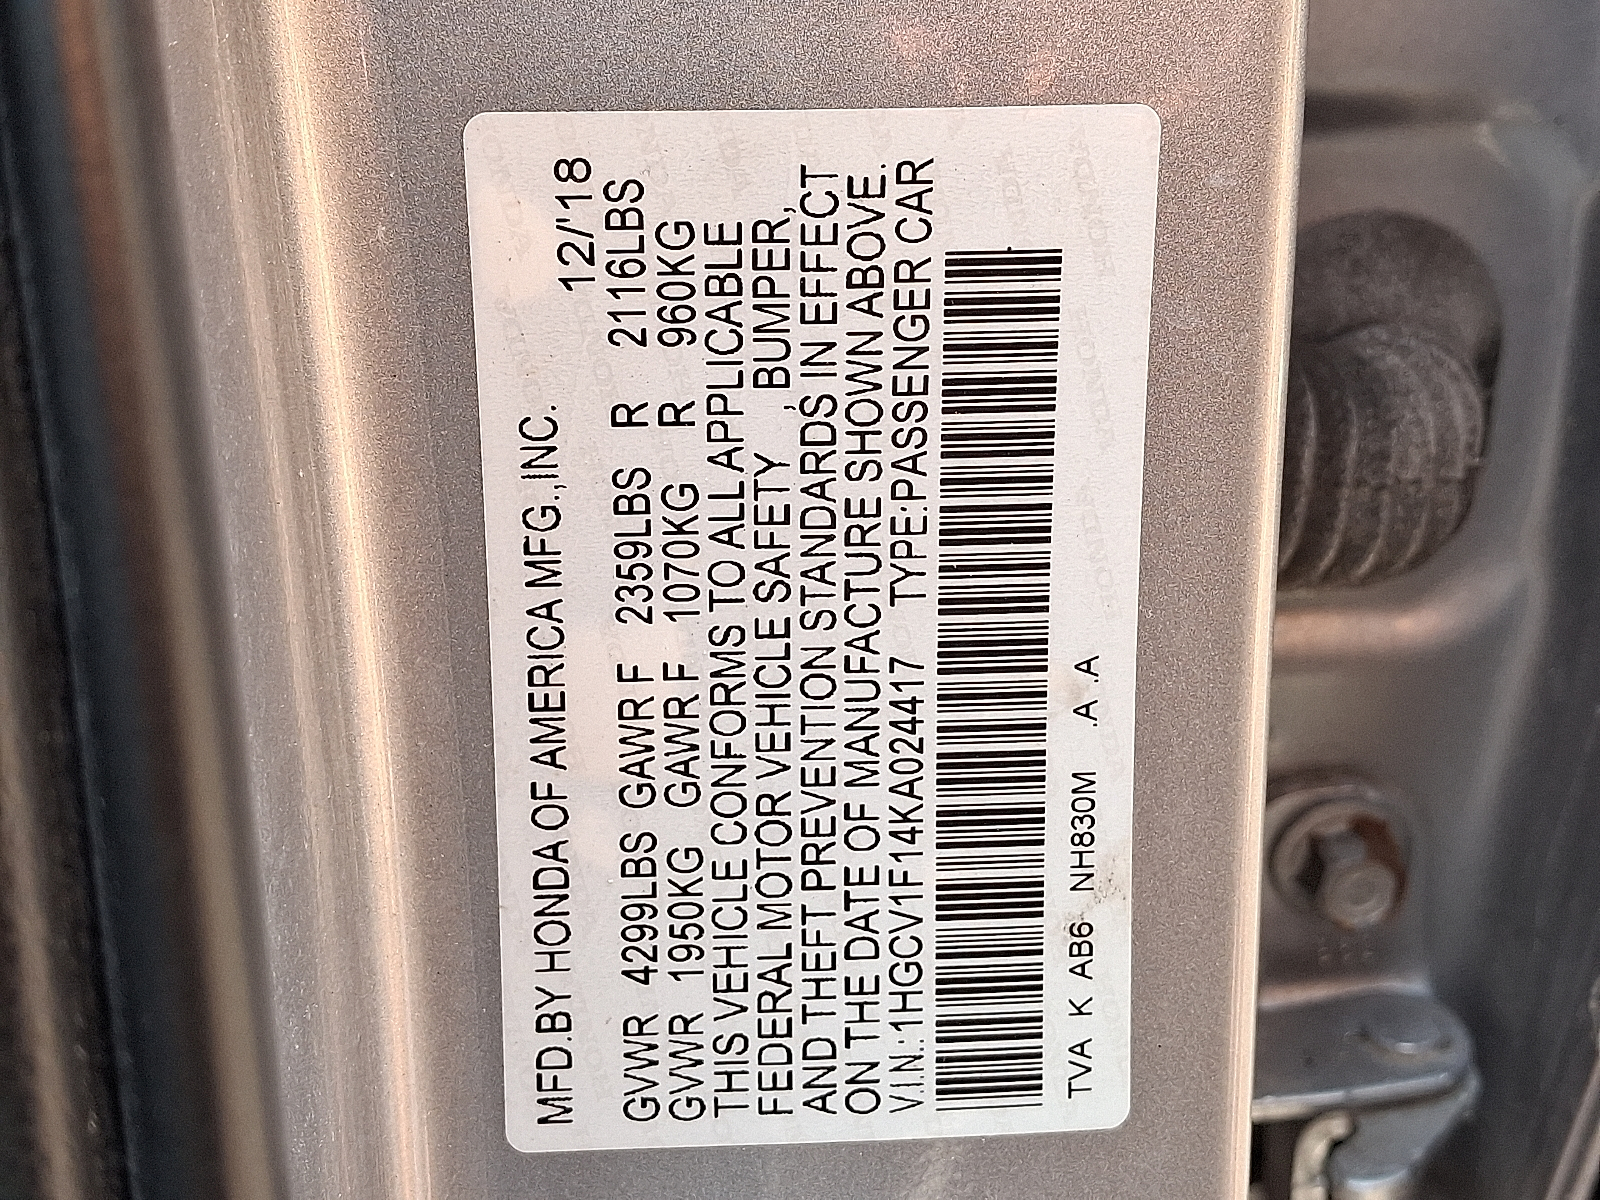 MFD.BY HONDA OF AMERICA MFG.,INC. 12/'18
GVWR 4299LBS GAWR F 2359LBS R 2116LBS
GVWR 1950KG GAWR F 1070KG R 960KG
THIS VEHICLE CONFORMS TO ALL APPLICABLE
FEDERAL MOTOR VEHICLE SAFETY , BUMPER,
AND THEFT PREVENTION STANDARDS IN EFFECT
ON THE DATE OF MANUFACTURE SHOWN ABOVE.
V.I.N.:1HGCV1F14KA024417 TYPE:PASSENGER CAR
TVA K AB6 NH830M .A .A